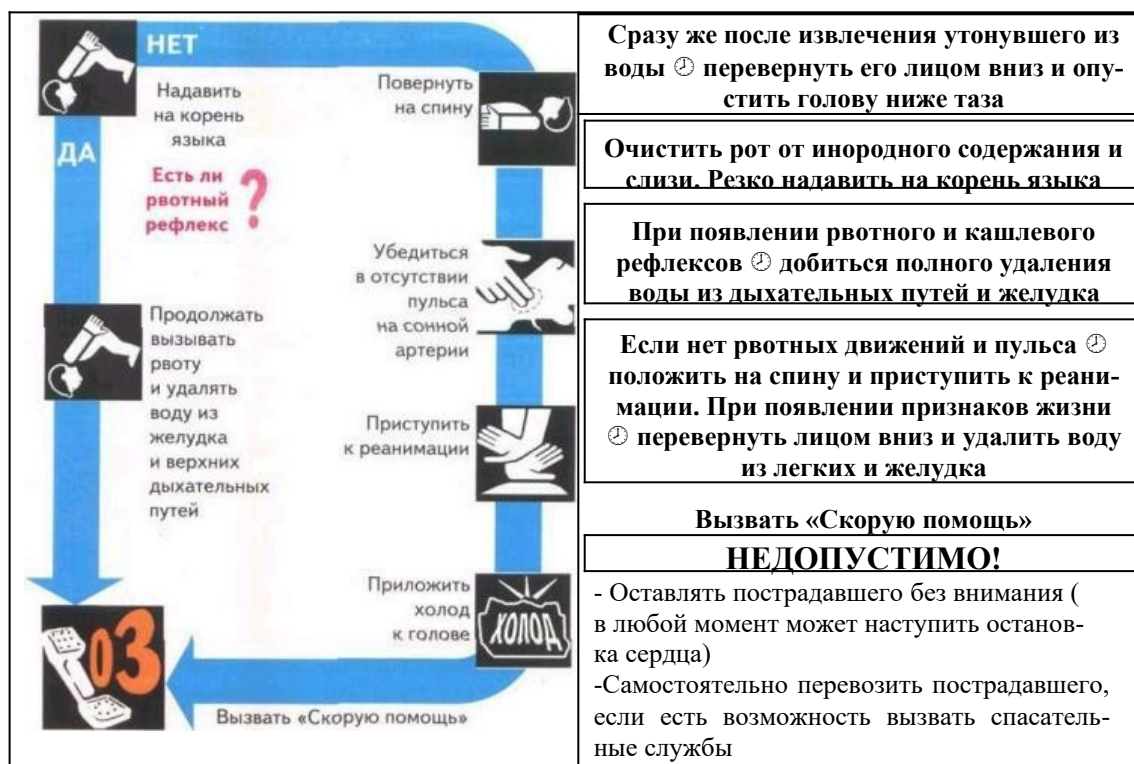 НЕТ
Надавить
на корень
языка
ДА
Есть ли
рвотный
рефлекс
?
Продолжать
вызывать
рвоту
и удалять
воду из
желудка
и верхних
дыхательных
путей
Повернуть
на спину
Убедиться
в отсутствии
пульса
на сонной
артерии
Приступить
к реанимации
Приложить
холод
к голове
ХОЛОД
03
Вызвать «Скорую помощь»
Сразу же после извлечения утонувшего из
воды 🕗 перевернуть его лицом вниз и опу-
стить голову ниже таза
Очистить рот от инородного содержания и
слизи. Резко надавить на корень языка
При появлении рвотного и кашлевого
рефлексов 🕗 добиться полного удаления
воды из дыхательных путей и желудка
Если нет рвотных движений и пульса 🕗
положить на спину и приступить к реани-
мации. При появлении признаков жизни
🕗 перевернуть лицом вниз и удалить воду
из легких и желудка
Вызвать «Скорую помощь»
НЕДОПУСТИМО!
- Оставлять пострадавшего без внимания (
в любой момент может наступить останов-
ка сердца)
-Самостоятельно перевозить пострадавшего,
если есть возможность вызвать спасатель-
ные службы